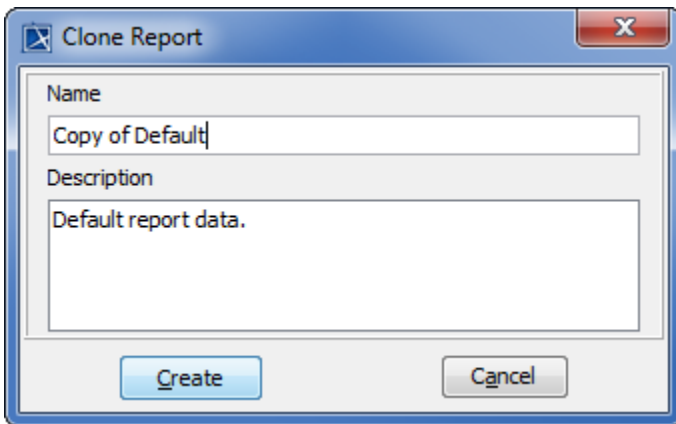 Clone Report
Name
Copy of Default
Description
Default report data.
Create
Cancel